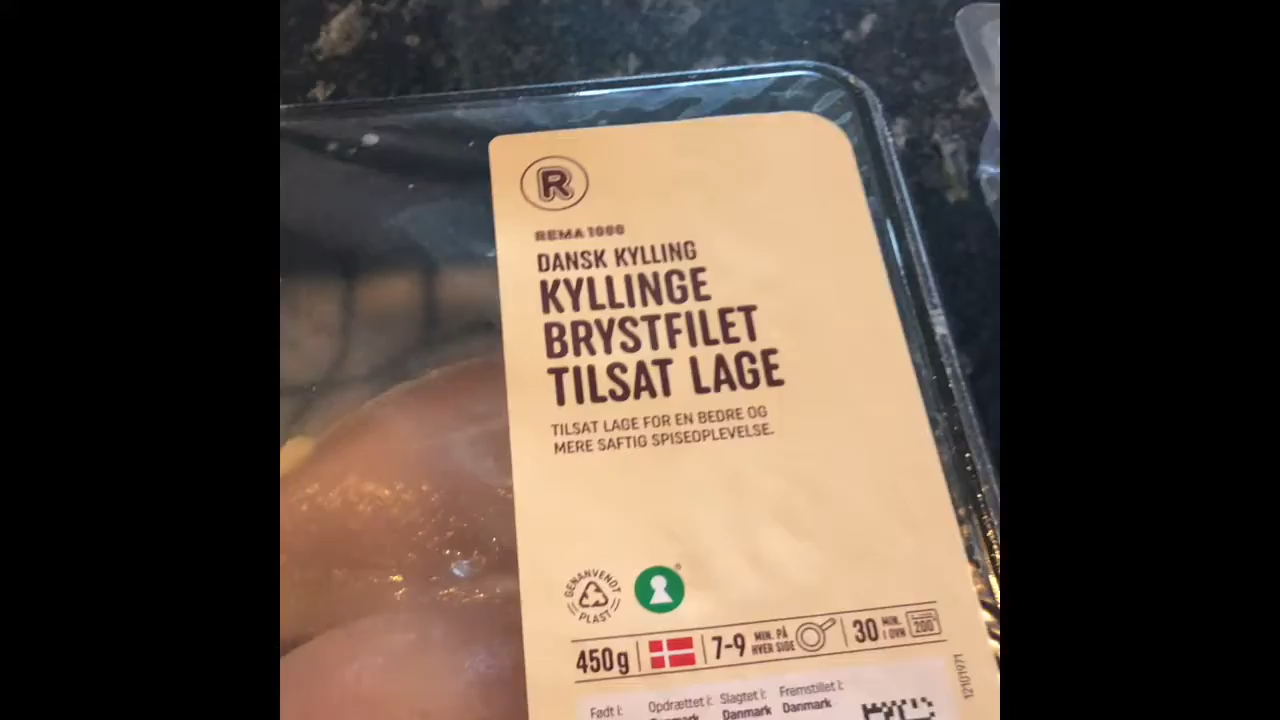 R
REMA 1000
DANSK KYLLING
KYLLINGE
BRYSTFILET
TILSAT LAGE
TILSAT LAGE FOR EN BEDRE OG
MERE SAFTIG SPISEOPLEVELSE.
GENANVENDT
PLAST
450g 7-9 MIN. PÅ HVER SIDE 30 MIN. I OVN 200
Født i: Opdrættet i: Slagtet i: Fremstillet i:
Danmark Danmark